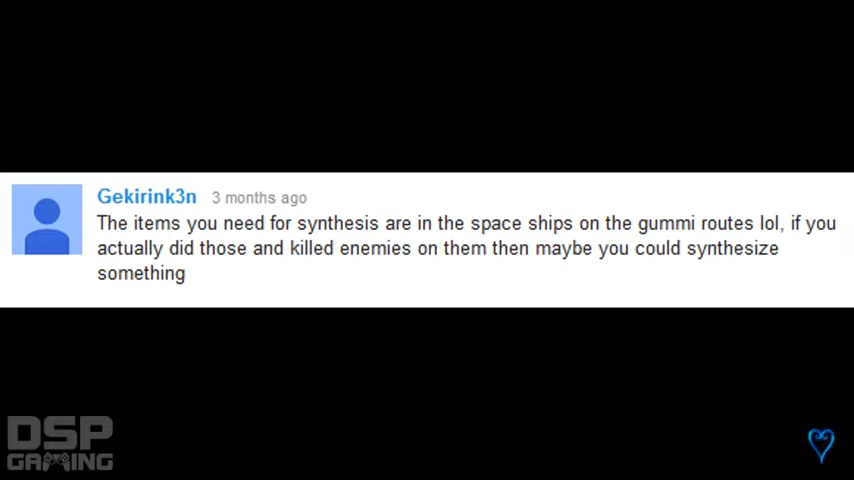 Gekirink3n 3 months ago
The items you need for synthesis are in the space ships on the gummi routes lol, if you
actually did those and killed enemies on them then maybe you could synthesize
something
DSP
GAMING